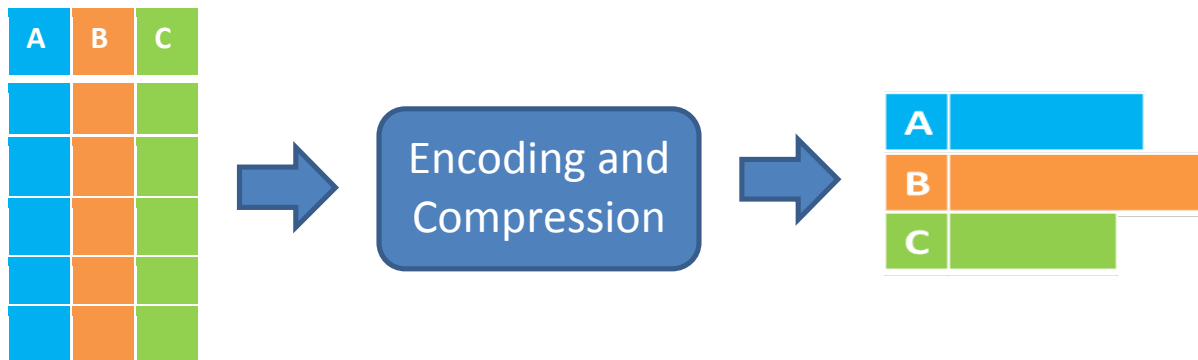 A B C
Encoding and
Compression
A
B
C